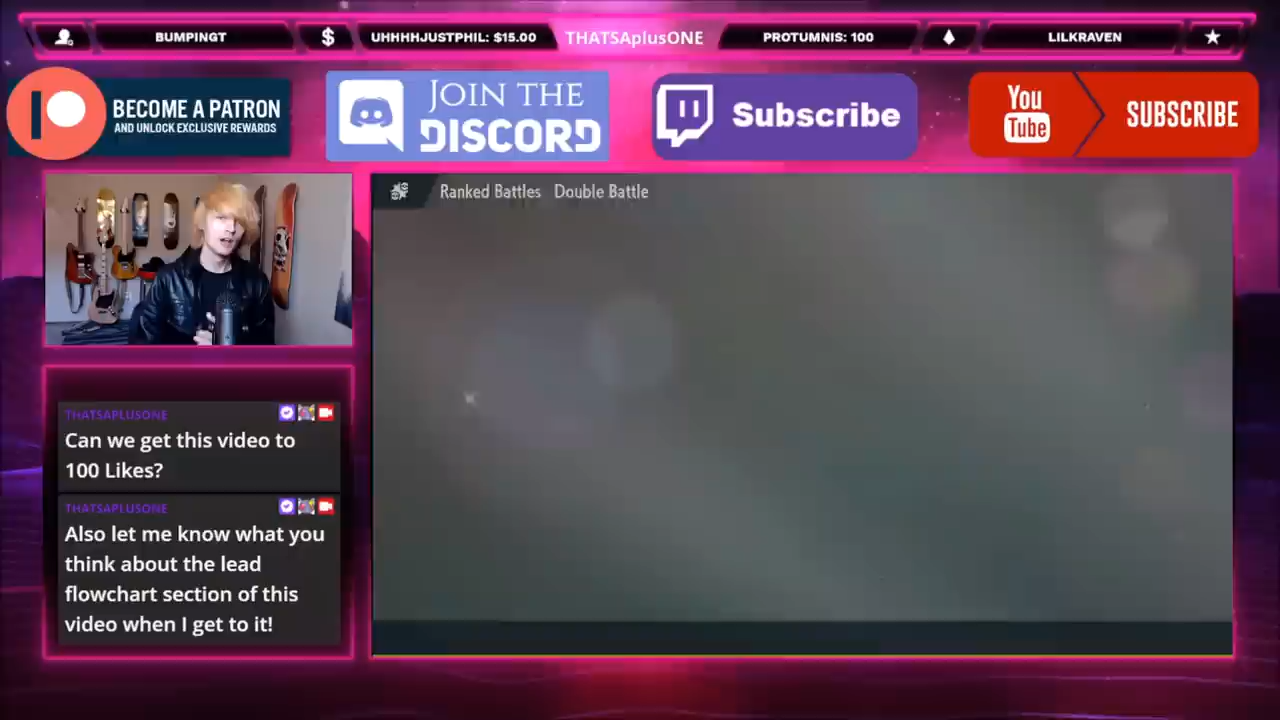 BUMPINGT
$
UHHHHJUSTPHIL: $15.00
THATSAplusONE
PROTUMNIS: 100
LILKRAVEN
BECOME A PATRON
AND UNLOCK EXCLUSIVE REWARDS
JOIN THE
DISCORD
Subscribe
You
Tube
SUBSCRIBE
Ranked Battles Double Battle
THATSAPLUSONE
Can we get this video to
100 Likes?
THATSAPLUSONE
Also let me know what you
think about the lead
flowchart section of this
video when I get to it!